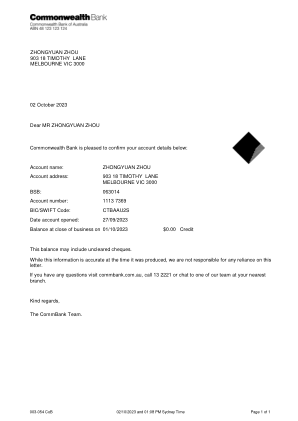 CommonwealthBank
Commonwealth Bank of Australia
ABN 48 123 123 124
ZHONGYUAN ZHOU
903 18 TIMOTHY LANE
MELBOURNE VIC 3000
02 October 2023
Dear MR ZHONGYUAN ZHOU
Commonwealth Bank is pleased to confirm your account details below:
Account name: ZHONGYUAN ZHOU
Account address: 903 18 TIMOTHY LANE
MELBOURNE VIC 3000
BSB: 063014
Account number: 1113 7369
BIC/SWIFT Code: CTBAAU2S
Date account opened: 27/09/2023
Balance at close of business on 01/10/2023 $0.00 Credit
This balance may include uncleared cheques.
While this information is accurate at the time it was produced, we are not responsible for any reliance on this
letter.
If you have any questions visit commbank.com.au, call 13 2221 or chat to one of our team at your nearest
branch.
Kind regards,
The CommBank Team.
02/10/2023 and 01:08 PM Sydney Time
Page 1 of 1